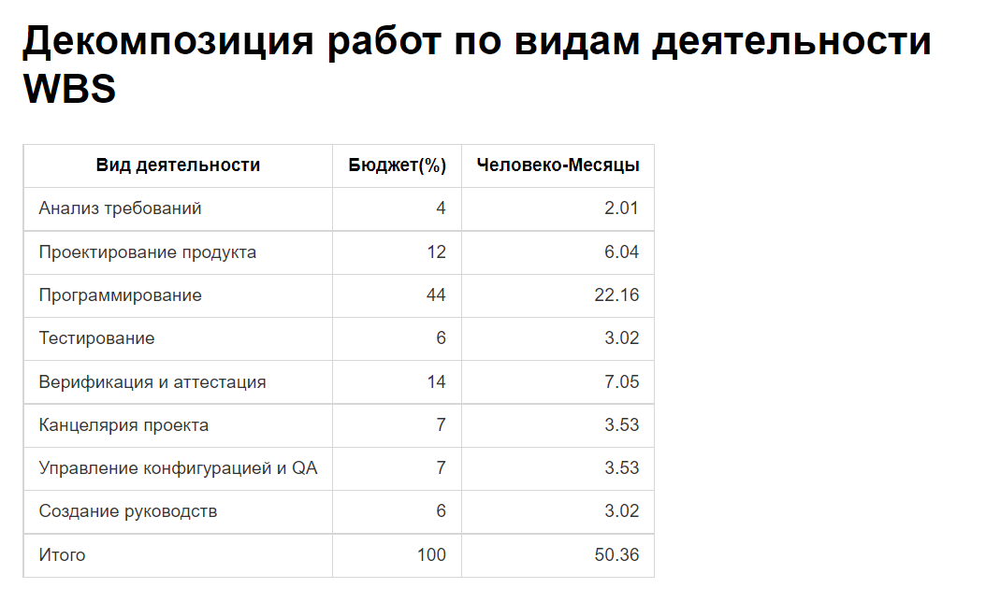 Декомпозиция работ по видам деятельности
WBS
Вид деятельности Бюджет(%) Человеко-Месяцы
Анализ требований 4 2.01
Проектирование продукта 12 6.04
Программирование 44 22.16
Тестирование 6 3.02
Верификация и аттестация 14 7.05
Канцелярия проекта 7 3.53
Управление конфигурацией и QA 7 3.53
Создание руководств 6 3.02
Итого 100 50.36